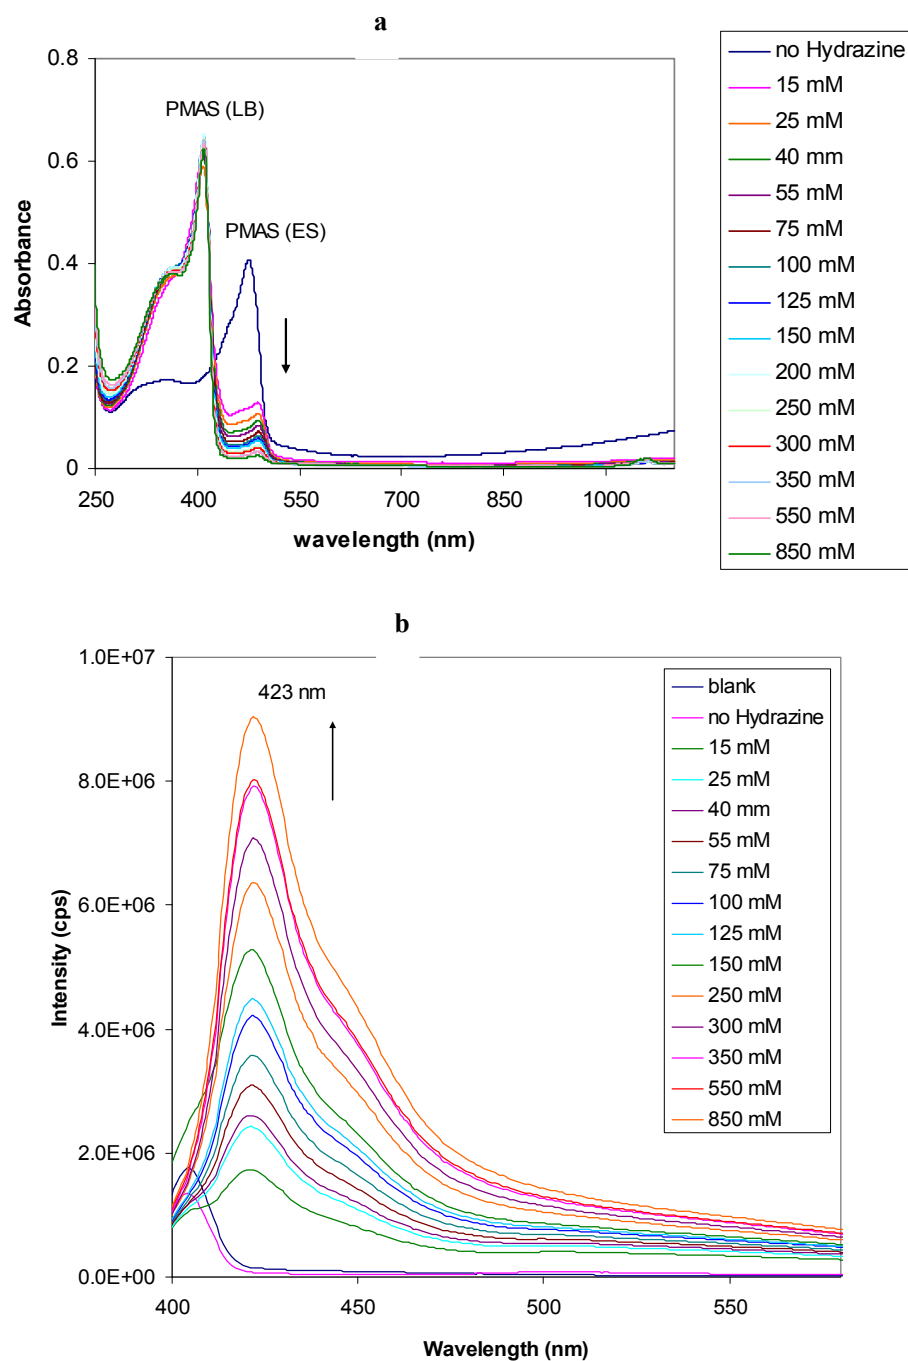 a
0.8
0.6
0.4
0.2
0
Absorbance
PMAS (LB)
PMAS (ES)
250
400
550
700
850
1000
wavelength (nm)
no Hydrazine
15 mM
25 mM
40 mm
55 mM
75 mM
100 mM
125 mM
150 mM
200 mM
250 mM
300 mM
350 mM
550 mM
850 mM
b
1.0E+07
8.0E+06
6.0E+06
4.0E+06
2.0E+06
0.0E+00
Intensity (cps)
423 nm
400
450
500
550
Wavelength (nm)
blank
no Hydrazine
15 mM
25 mM
40 mm
55 mM
75 mM
100 mM
125 mM
150 mM
250 mM
300 mM
350 mM
550 mM
850 mM